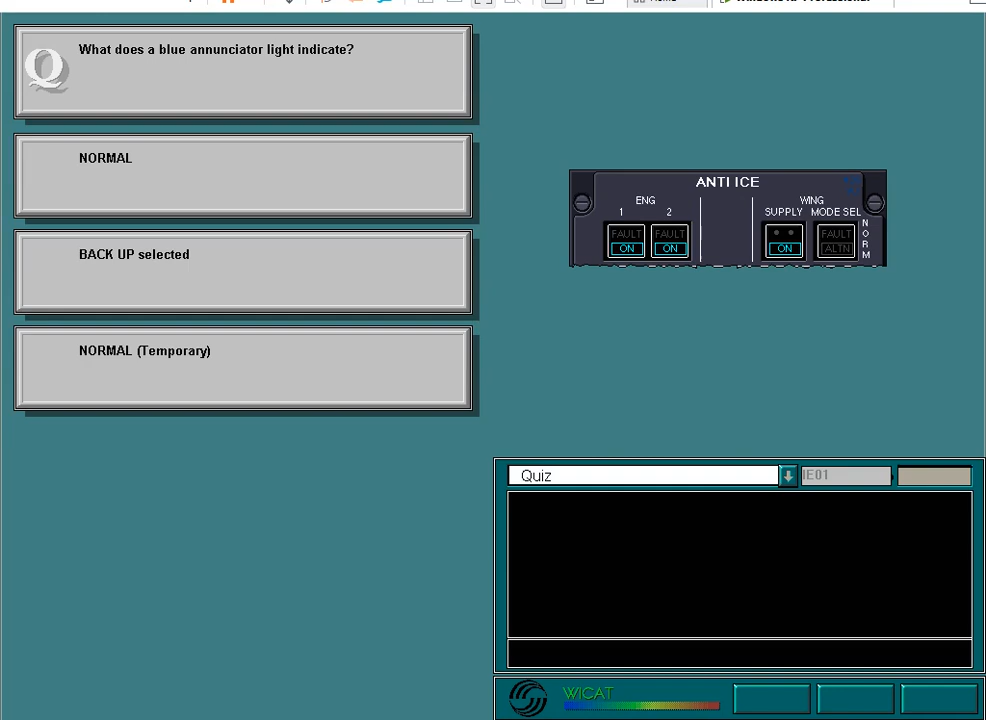 What does a blue annunciator light indicate?
NORMAL
BACK UP selected
NORMAL (Temporary)
ANTI ICE
ENG
1 2
WING
SUPPLY MODE SEL
FAULT FAULT FAULT
ON ON ON ALTN
NORM
Quiz
IE01
WICAT